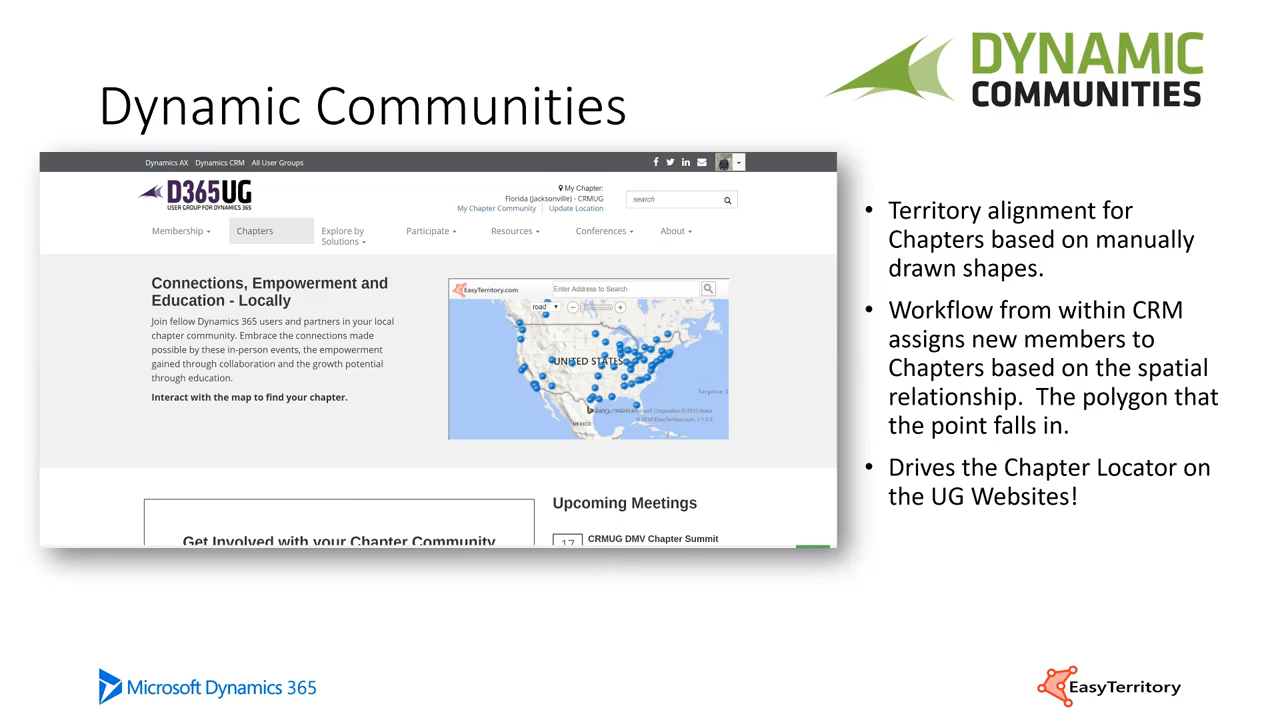 DYNAMIC
COMMUNITIES
Dynamic Communities
Dynamics AX Dynamics CRM All User Groups
D365UG
USER GROUP FOR DYNAMICS 365
My Chapter:
Florida (Jacksonville) - CRMUG
My Chapter Community | Update Location
search
Membership Chapters Explore by Solutions Participate Resources Conferences About
Connections, Empowerment and
Education - Locally
Join fellow Dynamics 365 users and partners in your local
chapter community. Embrace the connections made
possible by these in-person events, the empowerment
gained through collaboration and the growth potential
through education.
Interact with the map to find your chapter.
EasyTerritory.com
Enter Address to Search
road
UNITED STATES
MEXICO
Get Involved with your Chapter Community
Upcoming Meetings
17
CRMUG DMV Chapter Summit
• Territory alignment for
Chapters based on manually
drawn shapes.
• Workflow from within CRM
assigns new members to
Chapters based on the spatial
relationship. The polygon that
the point falls in.
• Drives the Chapter Locator on
the UG Websites!
Microsoft Dynamics 365
EasyTerritory